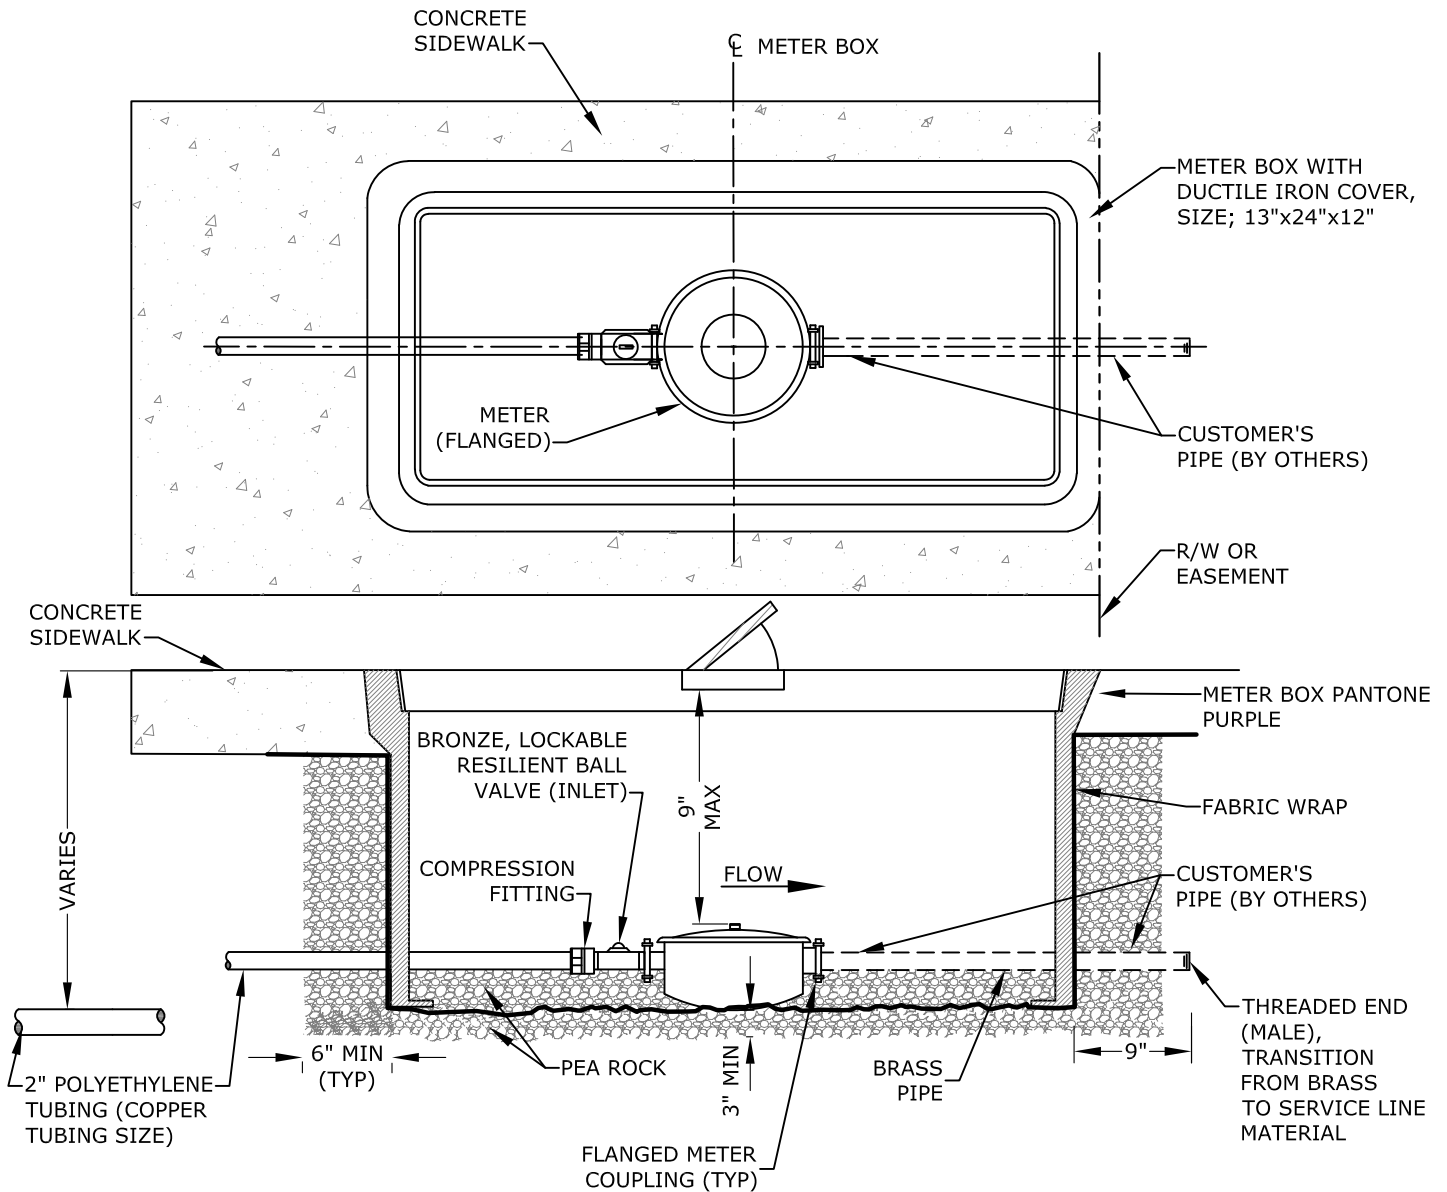 CONCRETE
SIDEWALK
℄ METER BOX
METER BOX WITH
DUCTILE IRON COVER,
SIZE; 13"x24"x12"
METER
(FLANGED)
CUSTOMER'S
PIPE (BY OTHERS)
R/W OR
EASEMENT
CONCRETE
SIDEWALK
METER BOX PANTONE
PURPLE
BRONZE, LOCKABLE
RESILIENT BALL
VALVE (INLET)
9"
MAX
FABRIC WRAP
VARIES
COMPRESSION
FITTING
FLOW
CUSTOMER'S
PIPE (BY OTHERS)
THREADED END
(MALE),
TRANSITION
FROM BRASS
TO SERVICE LINE
MATERIAL
9"
6" MIN
(TYP)
PEA ROCK
3" MIN
BRASS
PIPE
2" POLYETHYLENE
TUBING (COPPER
TUBING SIZE)
FLANGED METER
COUPLING (TYP)